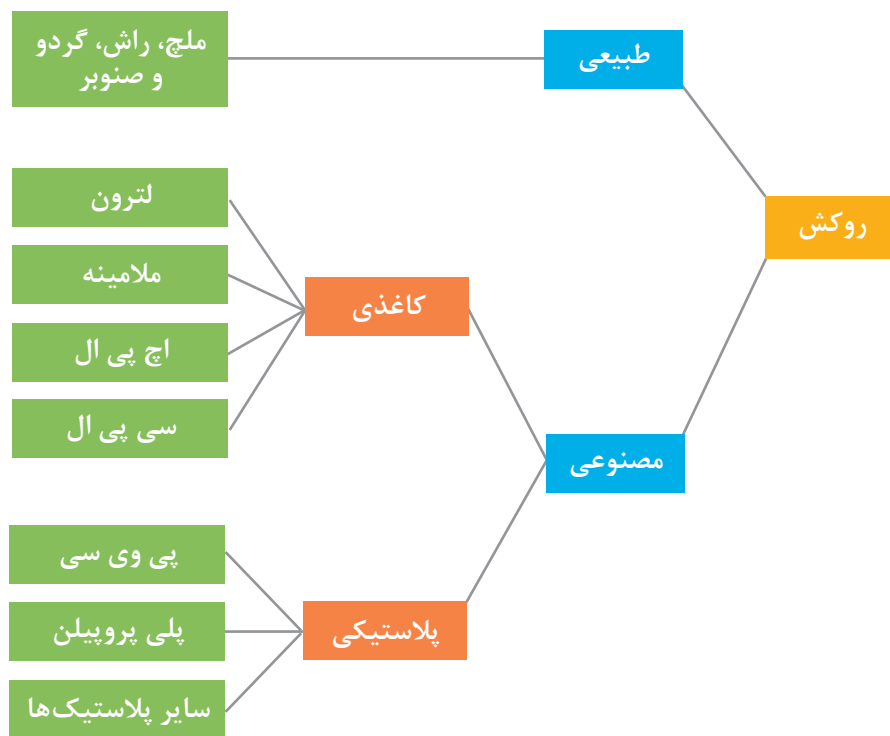 روکش
طبیعی
ملچ، راش، گردو
و صنوبر
مصنوعی
کاغذی
لترون
ملامینه
اچ پی ال
سی پی ال
پلاستیکی
پی وی سی
پلی پروپیلن
سایر پلاستیک‌ها